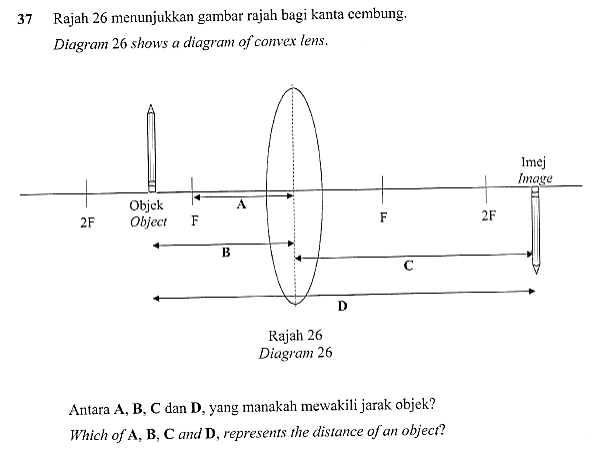 37 Rajah 26 menunjukkan gambar rajah bagi kanta cembung.
Diagram 26 shows a diagram of convex lens.
Imej
Image
Objek
Object
2F
F
A
F
2F
B
C
D
Rajah 26
Diagram 26
Antara A, B, C dan D, yang manakah mewakili jarak objek?
Which of A, B, C and D, represents the distance of an object?